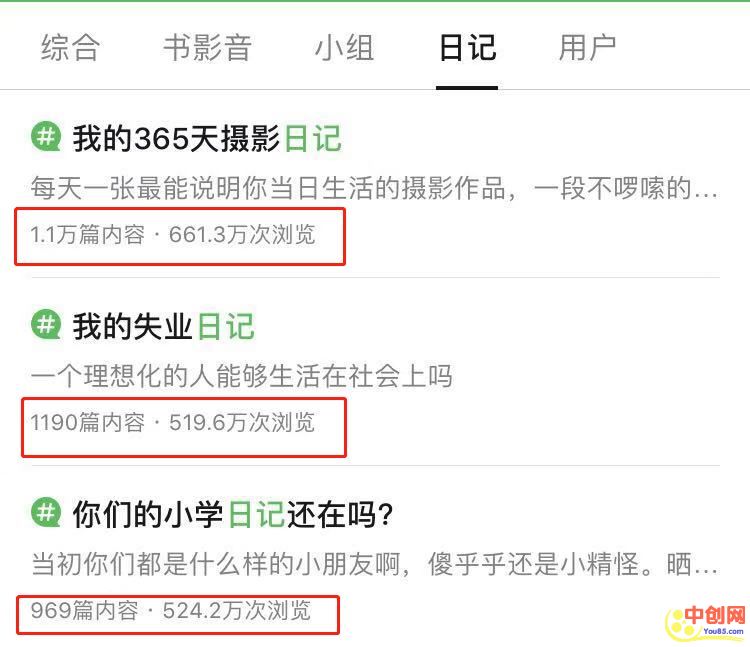 综合 书影音 小组 日记 用户
# 我的365天摄影日记
每天一张最能说明你当日生活的摄影作品，一段不啰嗦的...
1.1万篇内容 · 661.3万次浏览
# 我的失业日记
一个理想化的人能够生活在社会上吗
1190篇内容 · 519.6万次浏览
# 你们的小学日记还在吗?
当初你们都是什么样的小朋友啊，傻乎乎还是小精怪。晒...
969篇内容 · 524.2万次浏览
中创网
You85.com